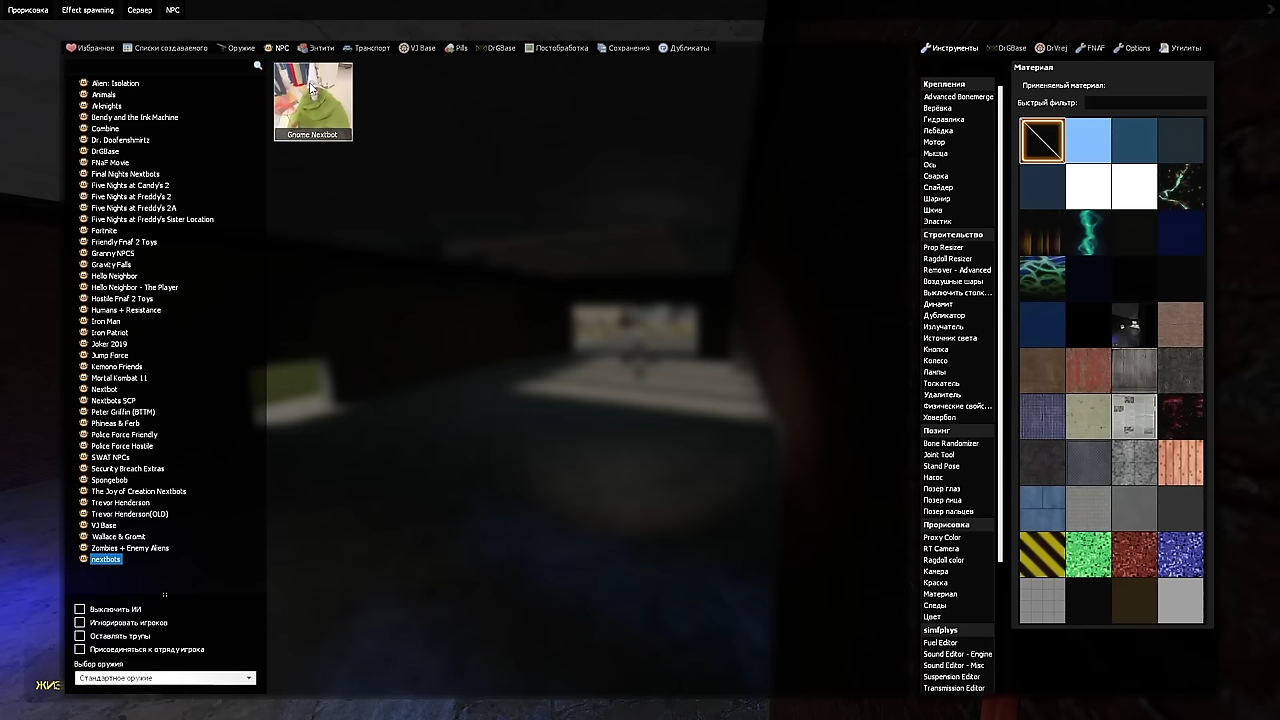 Прорисовка Effect spawning Сервер NPC
Избранное Списки создаваемого Оружие NPC Энтити Транспорт VJ Base Pills DrGBase Постобработка Сохранения Дубликаты
Инструменты DrGBase DrVrej FNAF Options Утилиты
Alien: Isolation
Animals
Arknights
Bendy and the Ink Machine
Combine
Dr. Doofenshmirtz
DrGBase
FNaF Movie
Final Nights Nextbots
Five Nights at Candy's 2
Five Nights at Freddy's 2
Five Nights at Freddy's 2A
Five Nights at Freddy's Sister Location
Fortnite
Friendly Fnaf 2 Toys
Granny NPCS
Gravity Falls
Hello Neighbor
Hello Neighbor - The Player
Hostile Fnaf 2 Toys
Humans + Resistance
Iron Man
Iron Patriot
Joker 2019
Jump Force
Kemono Friends
Mortal Kombat 11
Nextbot
Nextbots SCP
Peter Griffin (BTTM)
Phineas & Ferb
Police Force Friendly
Police Force Hostile
SWAT NPCs
Security Breach Extras
Spongebob
The Joy of Creation Nextbots
Trevor Henderson
Trevor Henderson(OLD)
VJ Base
Wallace & Gromit
Zombies + Enemy Aliens
nextbots
Выключить ИИ
Игнорировать игроков
Оставлять трупы
Присоединяться к отряду игрока
Выбор оружия
Стандартное оружие
Gnome Nextbot
Крепления
Advanced Bonemerge
Верёвка
Гидравлика
Лебёдка
Мотор
Мышца
Ось
Сварка
Слайдер
Шарнир
Шкив
Эластик
Строительство
Prop Resizer
Ragdoll Resizer
Remover - Advanced
Воздушные шары
Выключить столк...
Динамит
Дубликатор
Излучатель
Источник света
Кнопка
Колесо
Лампы
Толкатель
Удалитель
Физические свойс...
Ховербол
Позинг
Bone Randomizer
Joint Tool
Stand Pose
Насос
Позер глаз
Позер лица
Позер пальцев
Прорисовка
Proxy Color
RT Camera
Ragdoll color
Камера
Краска
Материал
Следы
Цвет
simfphys
Fuel Editor
Sound Editor - Engine
Sound Editor - Misc
Suspension Editor
Transmission Editor
Материал
Применяемый материал:
Быстрый фильтр: